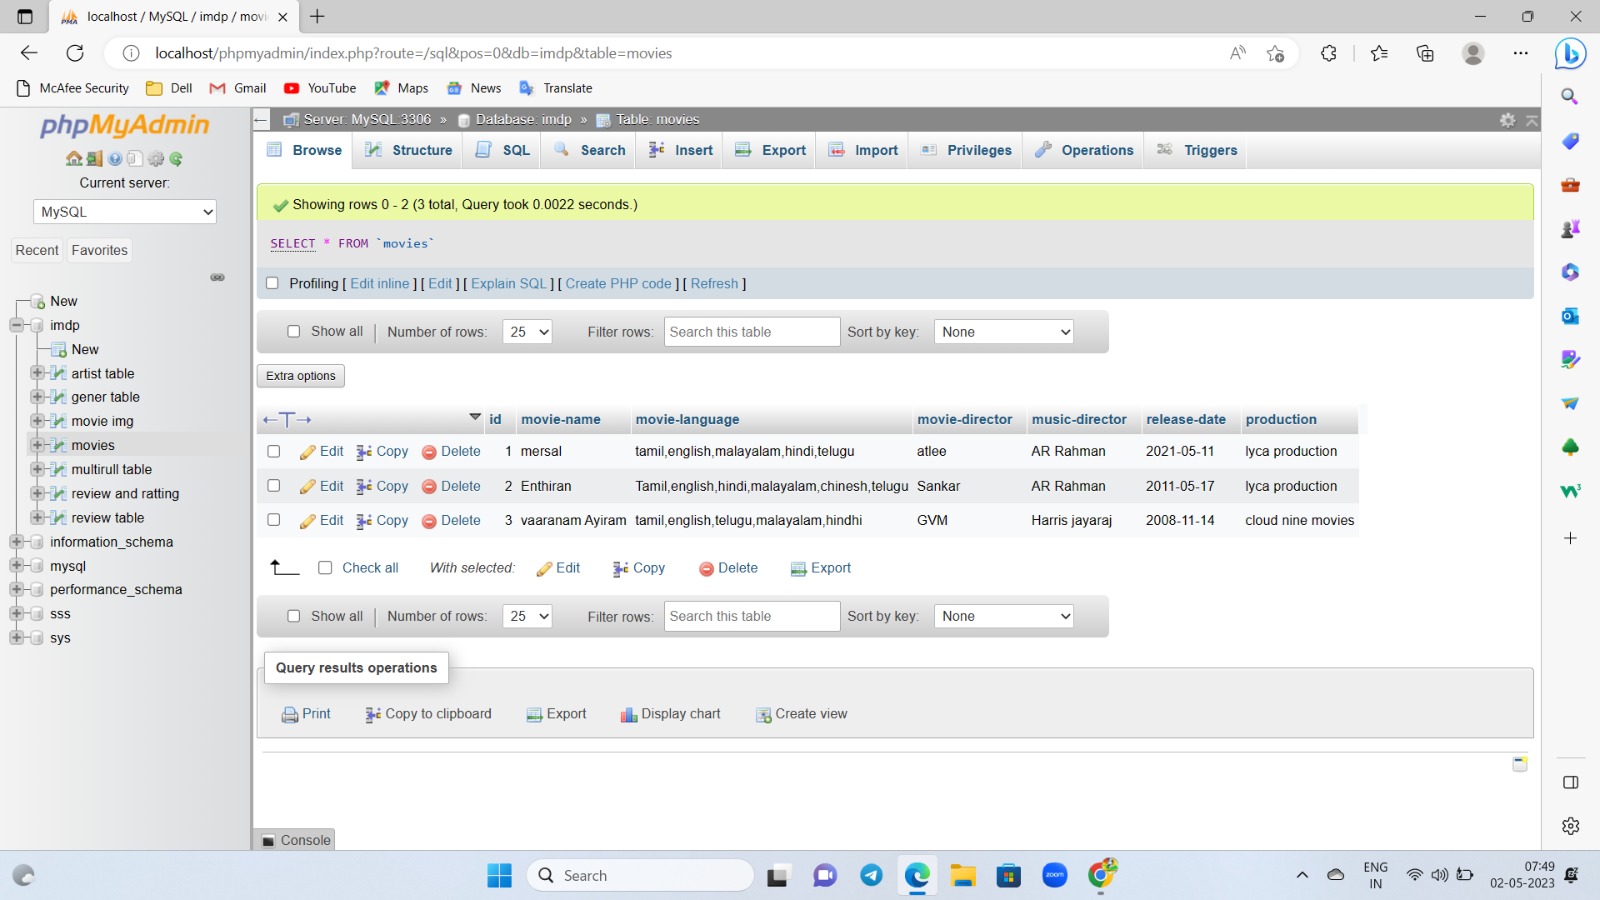 localhost / MySQL / imdp / movi
localhost/phpmyadmin/index.php?route=/sql&pos=0&db=imdp&table=movies
McAfee Security Dell Gmail YouTube Maps News Translate
phpMyAdmin
Current server:
MySQL
Recent Favorites
New
imdp
New
artist table
gener table
movie img
movies
multirull table
review and ratting
review table
information_schema
mysql
performance_schema
sss
sys
Server: MySQL:3306 » Database: imdp » Table: movies
Browse Structure SQL Search Insert Export Import Privileges Operations Triggers
Showing rows 0 - 2 (3 total, Query took 0.0022 seconds.)
SELECT * FROM `movies`
Profiling [ Edit inline ] [ Edit ] [ Explain SQL ] [ Create PHP code ] [ Refresh ]
Show all Number of rows: 25 Filter rows: Search this table Sort by key: None
Extra options
←T→ id movie-name movie-language movie-director music-director release-date production
Edit Copy Delete 1 mersal tamil,english,malayalam,hindi,telugu atlee AR Rahman 2021-05-11 lyca production
Edit Copy Delete 2 Enthiran Tamil,english,hindi,malayalam,chinesh,telugu Sankar AR Rahman 2011-05-17 lyca production
Edit Copy Delete 3 vaaranam Ayiram tamil,english,telugu,malayalam,hindhi GVM Harris jayaraj 2008-11-14 cloud nine movies
Check all With selected: Edit Copy Delete Export
Show all Number of rows: 25 Filter rows: Search this table Sort by key: None
Query results operations
Print Copy to clipboard Export Display chart Create view
Console
Search
zoom
ENG
IN
07:49
02-05-2023